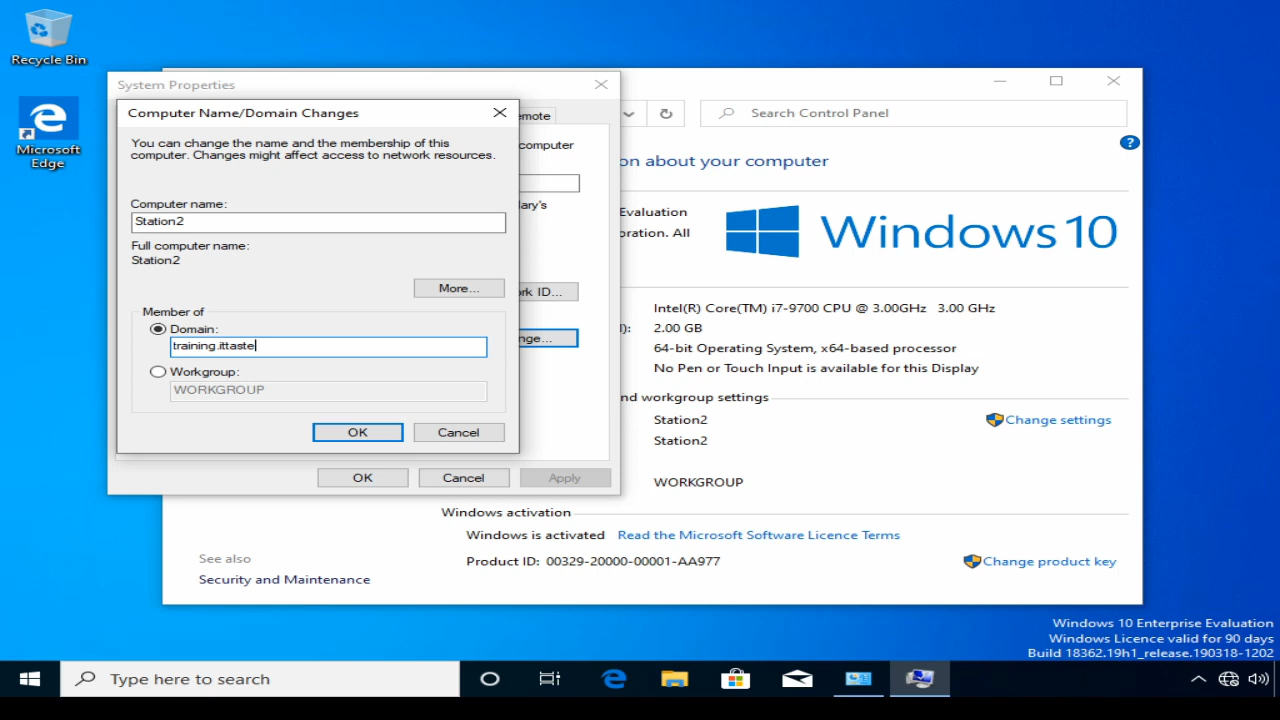 Recycle Bin
Microsoft
Edge
System Properties
Computer Name/Domain Changes
emote
Search Control Panel
You can change the name and the membership of this
computer. Changes might affect access to network resources.
computer
on about your computer
Computer name:
Station2
lary's
Evaluation
oration. All
Windows 10
Full computer name:
Station2
More...
rk ID...
Intel(R) Core(TM) i7-9700 CPU @ 3.00GHz 3.00 GHz
Member of
Domain:
training.ittaste
nge...
): 2.00 GB
64-bit Operating System, x64-based processor
Workgroup:
WORKGROUP
No Pen or Touch Input is available for this Display
nd workgroup settings
OK
Cancel
Station2
Change settings
Station2
OK
Cancel
Apply
WORKGROUP
Windows activation
Windows is activated Read the Microsoft Software Licence Terms
See also
Product ID: 00329-20000-00001-AA977
Change product key
Security and Maintenance
Windows 10 Enterprise Evaluation
Windows Licence valid for 90 days
Build 18362.19h1_release.190318-1202
Type here to search